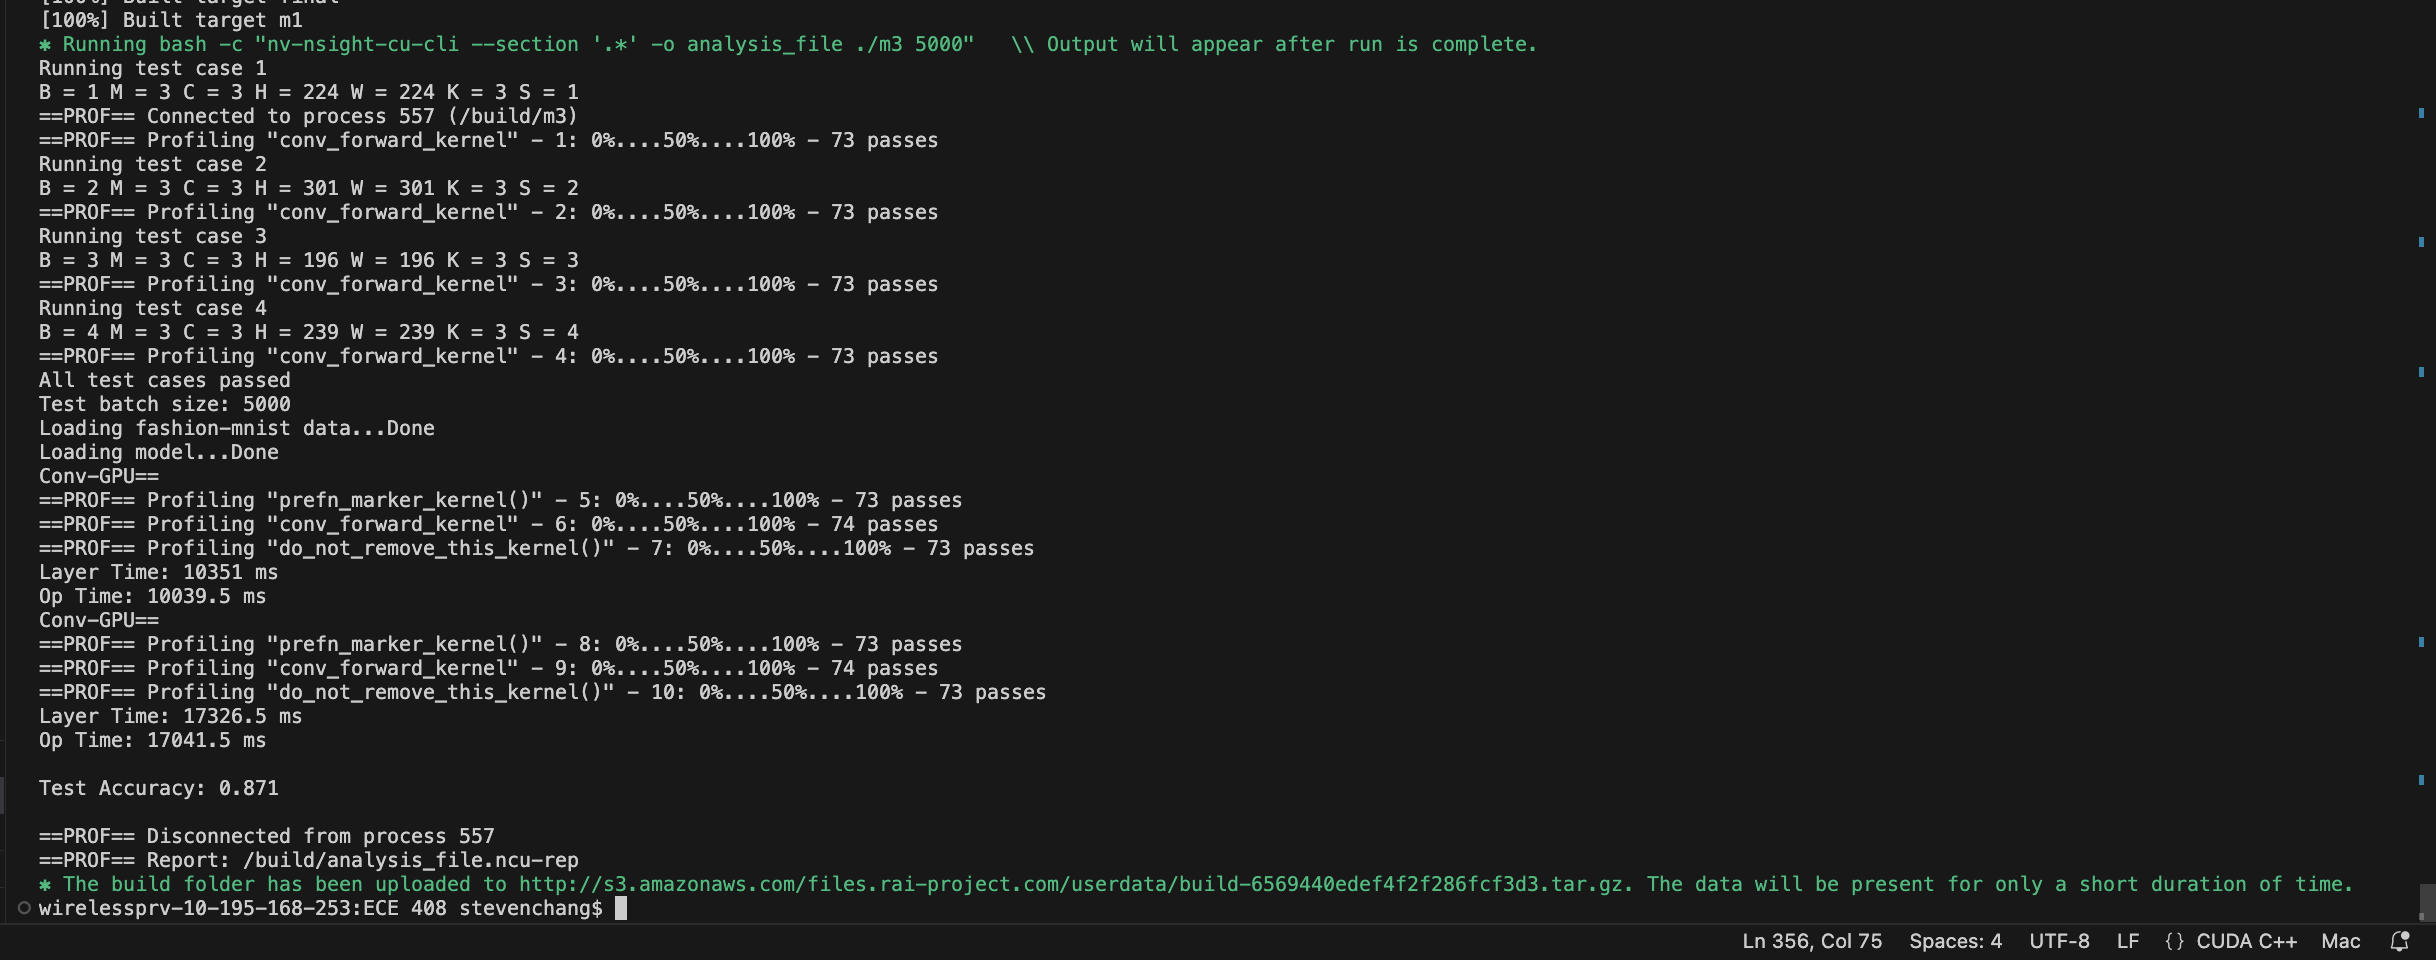 [100%] Built target final
[100%] Built target m1
✱ Running bash -c "nv-nsight-cu-cli --section '.*' -o analysis_file ./m3 5000"   \\ Output will appear after run is complete.
Running test case 1
B = 1 M = 3 C = 3 H = 224 W = 224 K = 3 S = 1
==PROF== Connected to process 557 (/build/m3)
==PROF== Profiling "conv_forward_kernel" - 1: 0%....50%....100% - 73 passes
Running test case 2
B = 2 M = 3 C = 3 H = 301 W = 301 K = 3 S = 2
==PROF== Profiling "conv_forward_kernel" - 2: 0%....50%....100% - 73 passes
Running test case 3
B = 3 M = 3 C = 3 H = 196 W = 196 K = 3 S = 3
==PROF== Profiling "conv_forward_kernel" - 3: 0%....50%....100% - 73 passes
Running test case 4
B = 4 M = 3 C = 3 H = 239 W = 239 K = 3 S = 4
==PROF== Profiling "conv_forward_kernel" - 4: 0%....50%....100% - 73 passes
All test cases passed
Test batch size: 5000
Loading fashion-mnist data...Done
Loading model...Done
Conv-GPU==
==PROF== Profiling "prefn_marker_kernel()" - 5: 0%....50%....100% - 73 passes
==PROF== Profiling "conv_forward_kernel" - 6: 0%....50%....100% - 74 passes
==PROF== Profiling "do_not_remove_this_kernel()" - 7: 0%....50%....100% - 73 passes
Layer Time: 10351 ms
Op Time: 10039.5 ms
Conv-GPU==
==PROF== Profiling "prefn_marker_kernel()" - 8: 0%....50%....100% - 73 passes
==PROF== Profiling "conv_forward_kernel" - 9: 0%....50%....100% - 74 passes
==PROF== Profiling "do_not_remove_this_kernel()" - 10: 0%....50%....100% - 73 passes
Layer Time: 17326.5 ms
Op Time: 17041.5 ms
Test Accuracy: 0.871
==PROF== Disconnected from process 557
==PROF== Report: /build/analysis_file.ncu-rep
✱ The build folder has been uploaded to http://s3.amazonaws.com/files.rai-project.com/userdata/build-6569440edef4f2f286fcf3d3.tar.gz. The data will be present for only a short duration of time.
wirelessprv-10-195-168-253:ECE 408 stevenchang$
Ln 356, Col 75 Spaces: 4 UTF-8 LF {} CUDA C++ Mac